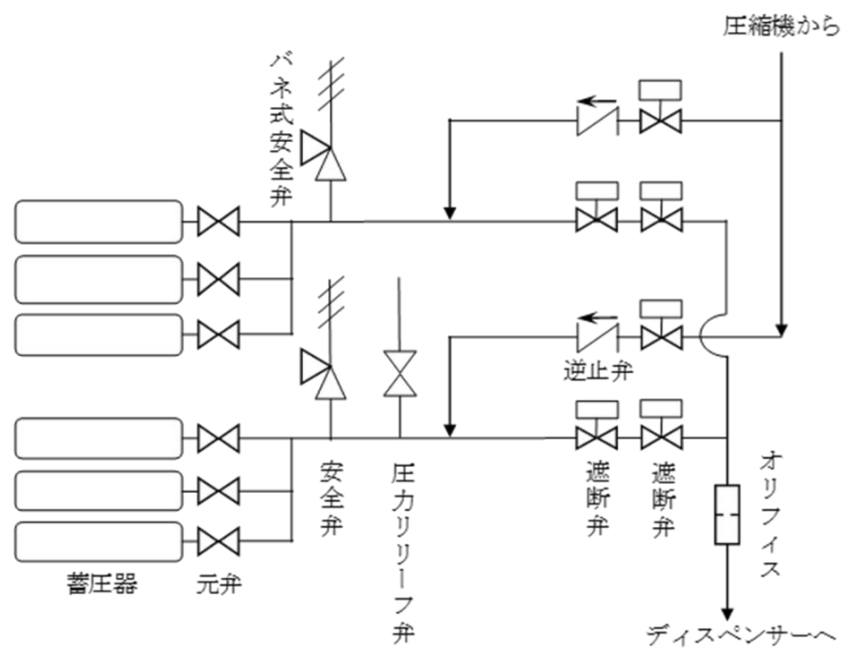 圧縮機から
バネ式安全弁
逆止弁
安全弁
圧力リリーフ弁
遮断弁
遮断弁
オリフィス
蓄圧器
元弁
ディスペンサーへ